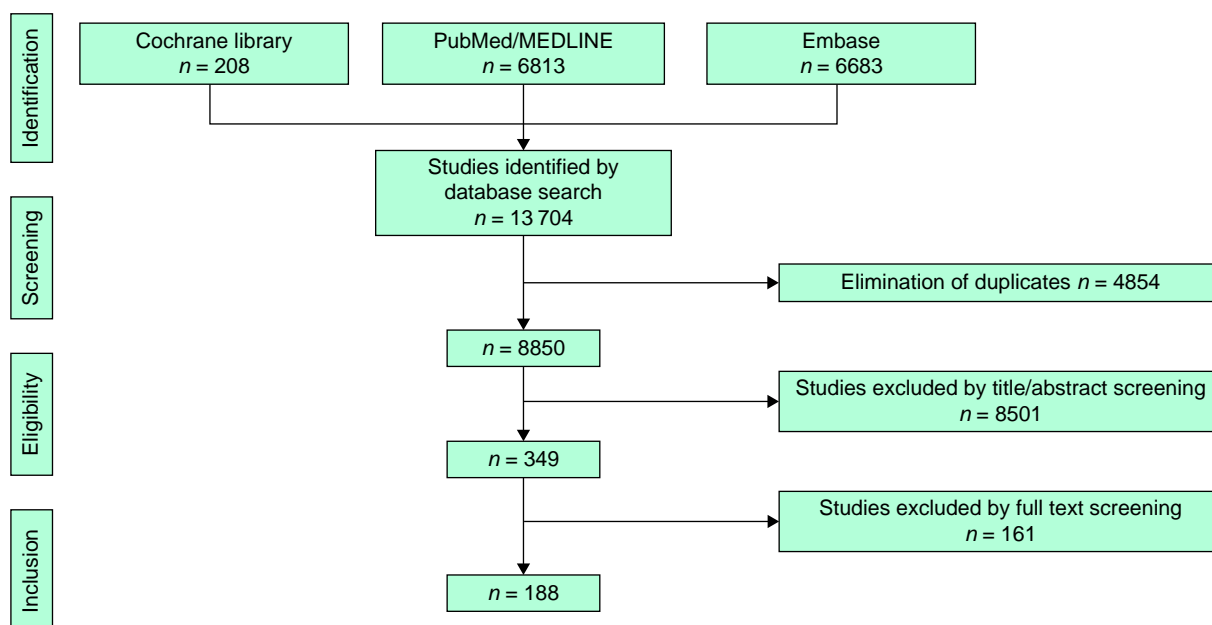 Identification
Cochrane library
n = 208
PubMed/MEDLINE
n = 6813
Embase
n = 6683
Studies identified by
database search
n = 13 704
Screening
Elimination of duplicates n = 4854
n = 8850
Eligibility
Studies excluded by title/abstract screening
n = 8501
n = 349
Studies excluded by full text screening
n = 161
Inclusion
n = 188